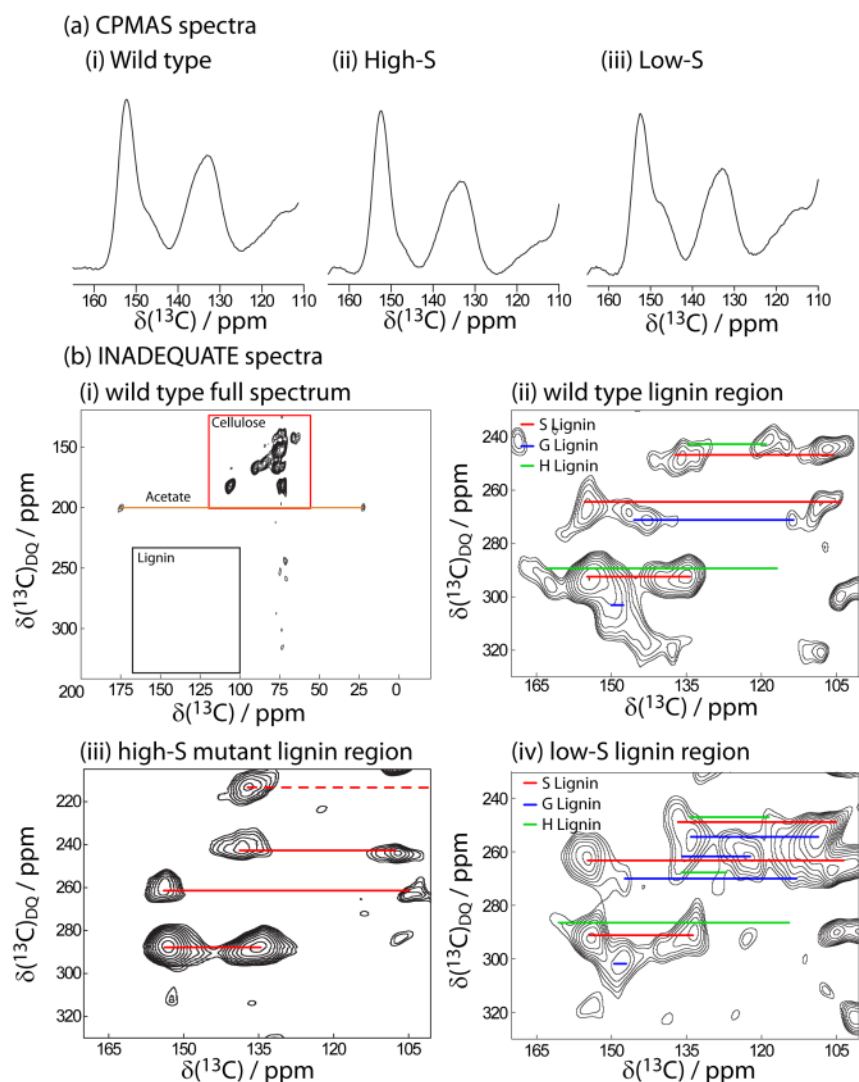 (a) CPMAS spectra
(i) Wild type
(ii) High-S
(iii) Low-S
160 150 140 130 120 110
δ(¹³C) / ppm
160 150 140 130 120 110
δ(¹³C) / ppm
160 150 140 130 120 110
δ(¹³C) / ppm
(b) INADEQUATE spectra
(i) wild type full spectrum
Cellulose
Acetate
Lignin
150
200
250
300
δ(¹³C)DQ / ppm
200 175 150 125 100 75 50 25 0
δ(¹³C) / ppm
(ii) wild type lignin region
S Lignin
G Lignin
H Lignin
240
260
280
300
320
δ(¹³C)DQ / ppm
165 150 135 120 105
δ(¹³C) / ppm
(iii) high-S mutant lignin region
220
240
260
280
300
320
δ(¹³C)DQ / ppm
165 150 135 120 105
δ(¹³C) / ppm
(iv) low-S lignin region
S Lignin
G Lignin
H Lignin
240
260
280
300
320
δ(¹³C)DQ / ppm
165 150 135 120 105
δ(¹³C) / ppm